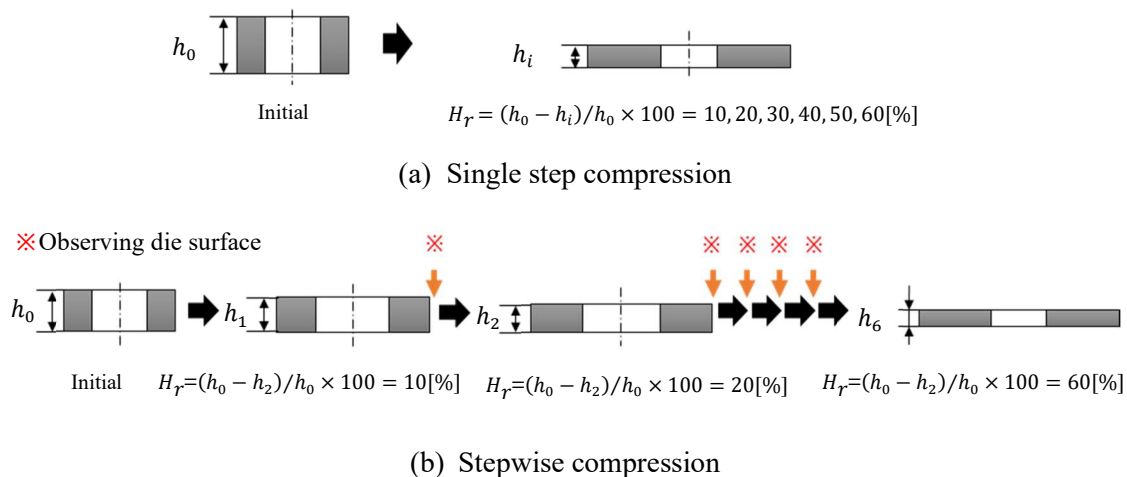 h₀
hᵢ
Initial
Hᵣ = (h₀ − hᵢ)/h₀ × 100 = 10, 20, 30, 40, 50, 60[%]
(a) Single step compression
※Observing die surface
※ ※ ※ ※ ※
h₀ h₁ h₂ h₆
Initial
Hᵣ=(h₀ − h₂)/h₀ × 100 = 10[%]
Hᵣ=(h₀ − h₂)/h₀ × 100 = 20[%]
Hᵣ=(h₀ − h₂)/h₀ × 100 = 60[%]
(b) Stepwise compression